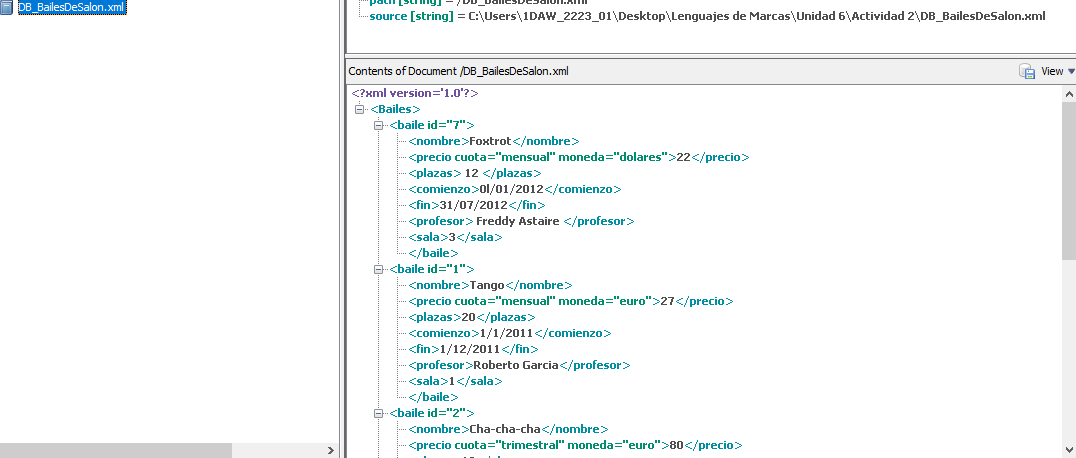 DB_BailesDeSalon.xml
path [string] = /DB_BailesDeSalon.xml
source [string] = C:\Users\1DAW_2223_01\Desktop\Lenguajes de Marcas\Unidad 6\Actividad 2\DB_BailesDeSalon.xml
Contents of Document /DB_BailesDeSalon.xml View
<?xml version='1.0'?>
<Bailes>
<baile id="7">
<nombre>Foxtrot</nombre>
<precio cuota="mensual" moneda="dolares">22</precio>
<plazas> 12 </plazas>
<comienzo>0l/01/2012</comienzo>
<fin>31/07/2012</fin>
<profesor> Freddy Astaire </profesor>
<sala>3</sala>
</baile>
<baile id="1">
<nombre>Tango</nombre>
<precio cuota="mensual" moneda="euro">27</precio>
<plazas>20</plazas>
<comienzo>1/1/2011</comienzo>
<fin>1/12/2011</fin>
<profesor>Roberto Garcia</profesor>
<sala>1</sala>
</baile>
<baile id="2">
<nombre>Cha-cha-cha</nombre>
<precio cuota="trimestral" moneda="euro">80</precio>